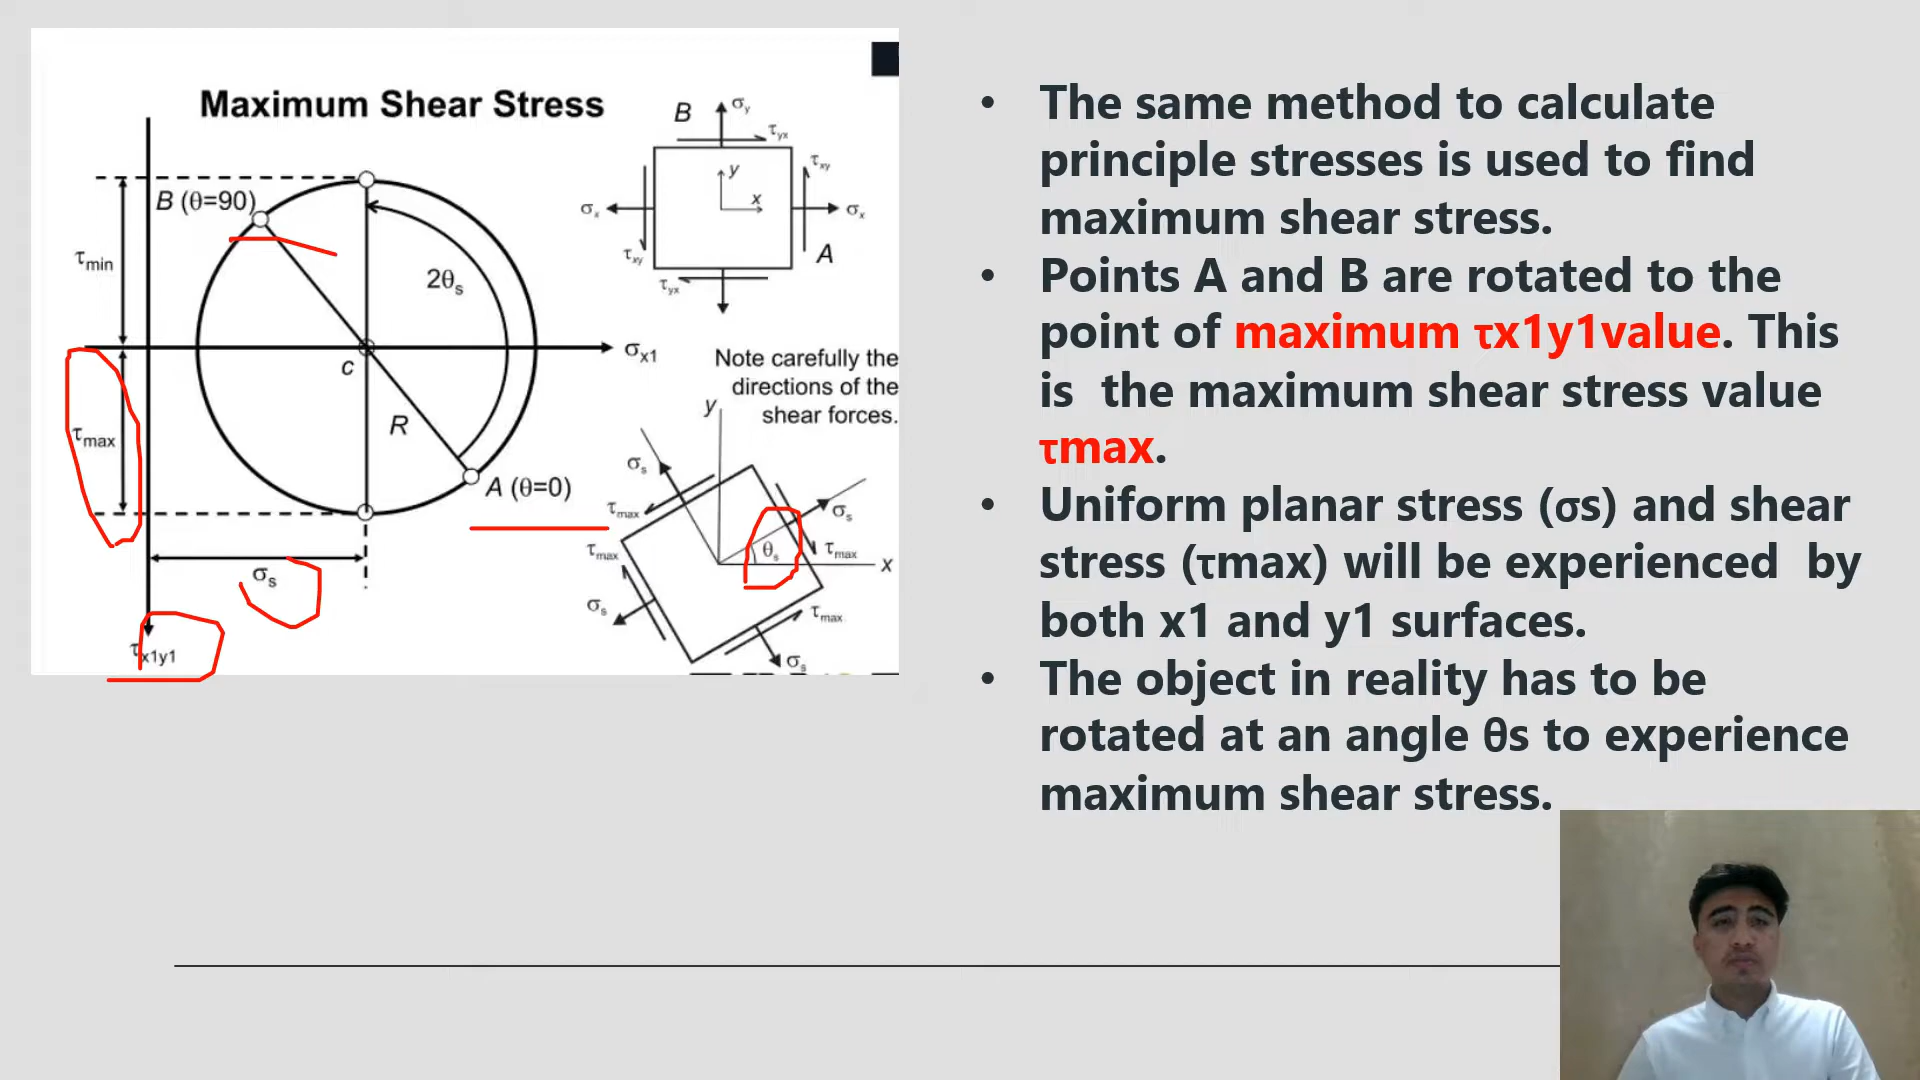 Maximum Shear Stress
B
σy
τyx
B (θ=90)
τxy
y
x
σx
σx
τmin
τxy
A
2θs
τyx
σx1
c
Note carefully the
directions of the
shear forces.
y
R
τmax
σs
A (θ=0)
τmax
σs
θs
τmax
τmax
x
σs
σs
τmax
τx1y1
σs
• The same method to calculate
principle stresses is used to find
maximum shear stress.
• Points A and B are rotated to the
point of maximum τx1y1value. This
is the maximum shear stress value
τmax.
• Uniform planar stress (σs) and shear
stress (τmax) will be experienced by
both x1 and y1 surfaces.
• The object in reality has to be
rotated at an angle θs to experience
maximum shear stress.